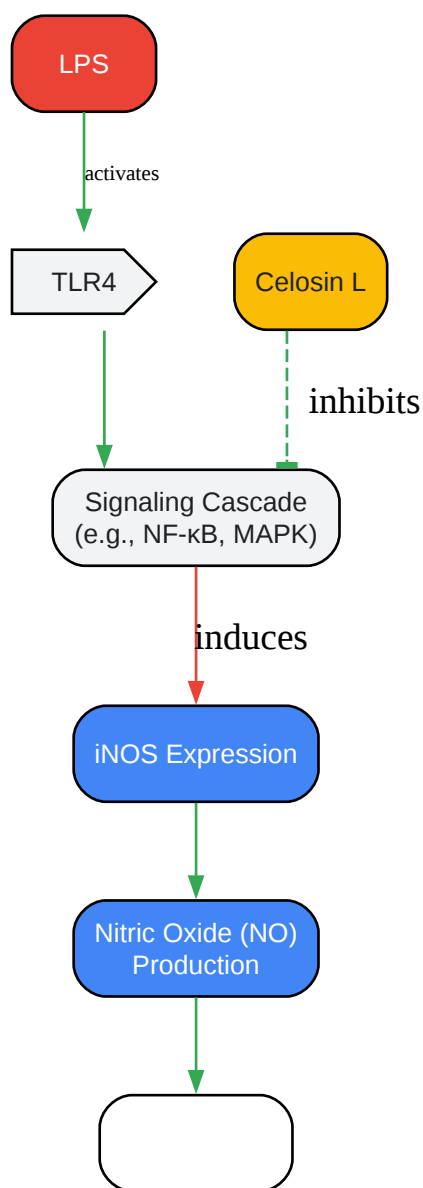 LPS
activates
TLR4
Celosin L
inhibits
Signaling Cascade
(e.g., NF-κB, MAPK)
induces
iNOS Expression
Nitric Oxide (NO)
Production